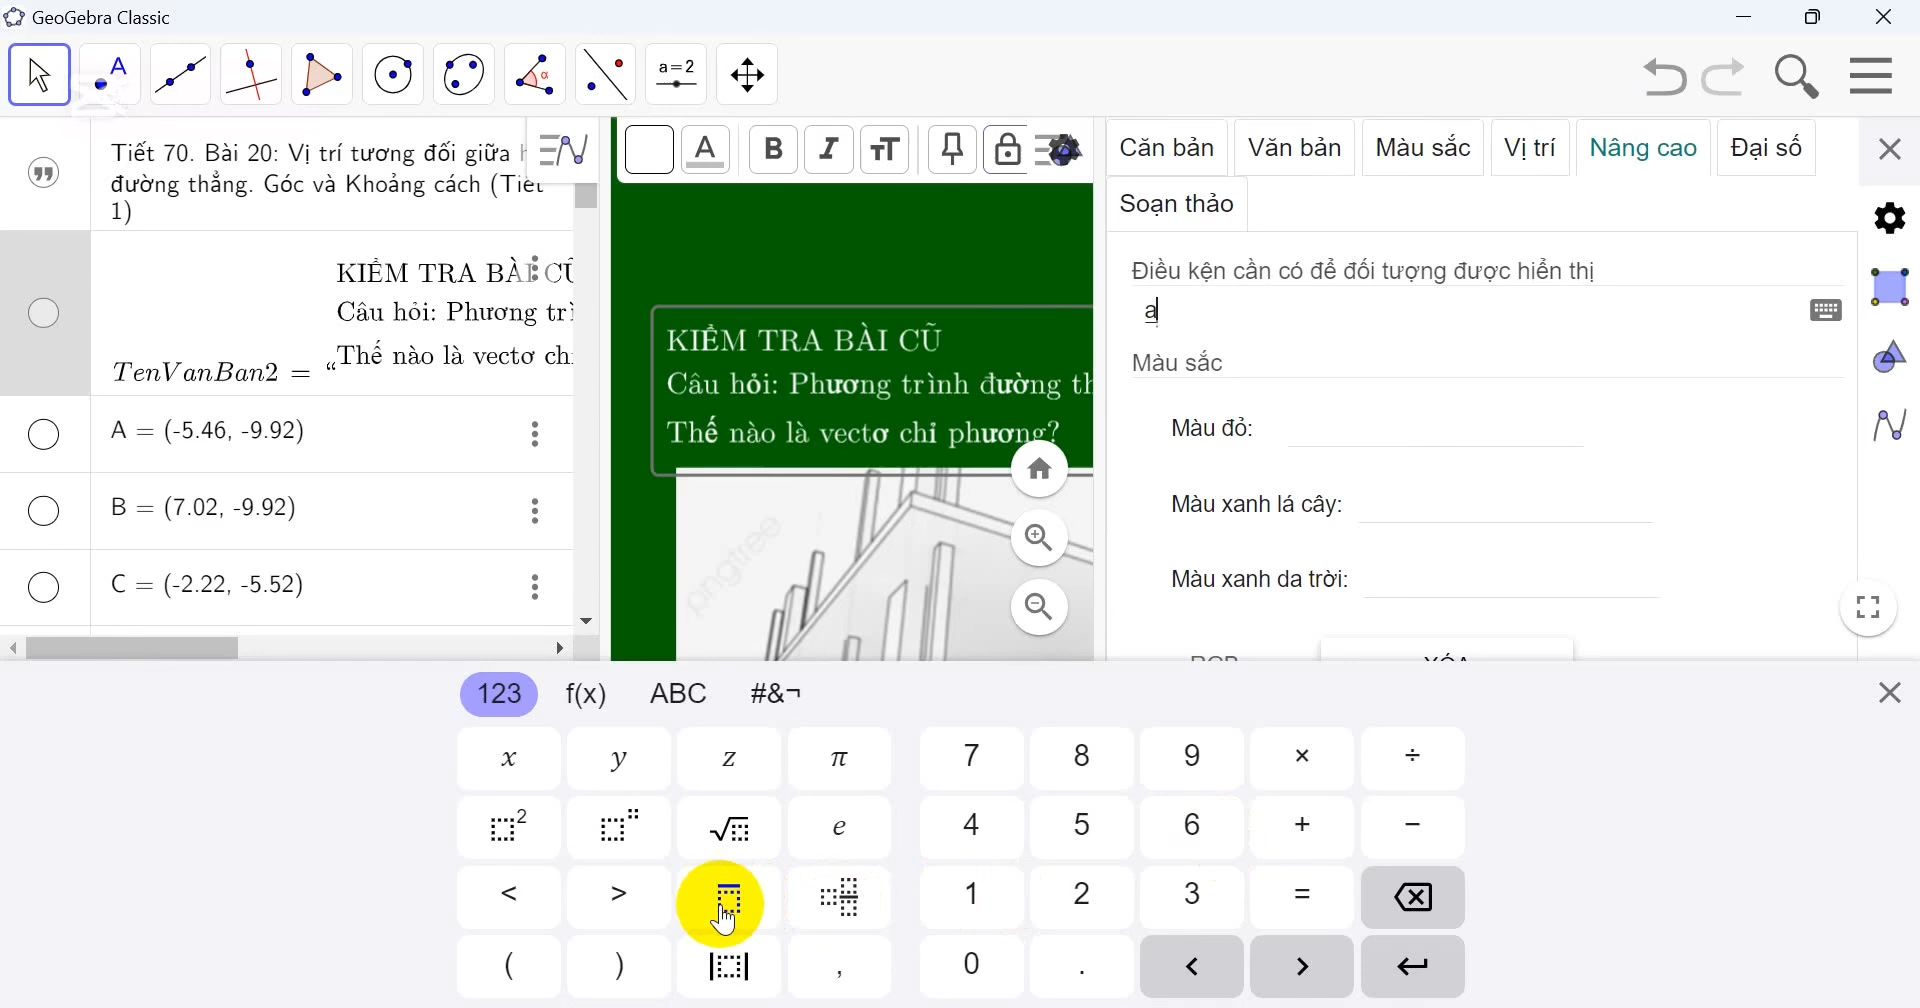 GeoGebra Classic
A
α
a=2
Tiết 70. Bài 20: Vị trí tương đối giữa
đường thẳng. Góc và Khoảng cách (Tiết
1)
KIỂM TRA BÀI CŨ
Câu hỏi: Phương
Thế nào là vectơ
TenVanBan2 = “
A = (-5.46, -9.92)
B = (7.02, -9.92)
C = (-2.22, -5.52)
A B I TT
KIỂM TRA BÀI CŨ
Câu hỏi: Phương trình đường
Thế nào là vectơ chỉ phương?
pngtree
Căn bản Văn bản Màu sắc Vị trí Nâng cao Đại số
Soạn thảo
Điều kện cần có để đối tượng được hiển thị
a
Màu sắc
Màu đỏ:
Màu xanh lá cây:
Màu xanh da trời:
123 f(x) ABC #&¬
x y z π 7 8 9 × ÷
2 √ e 4 5 6 + −
< > 1 2 3 =
( ) | | , 0 . < >